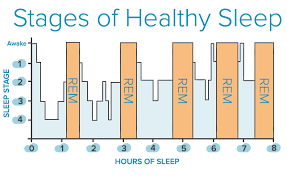 Stages of Healthy Sleep
Awake
1
2
3
4
SLEEP STAGE
REM
REM
REM
REM
REM
0 1 2 3 4 5 6 7 8
HOURS OF SLEEP